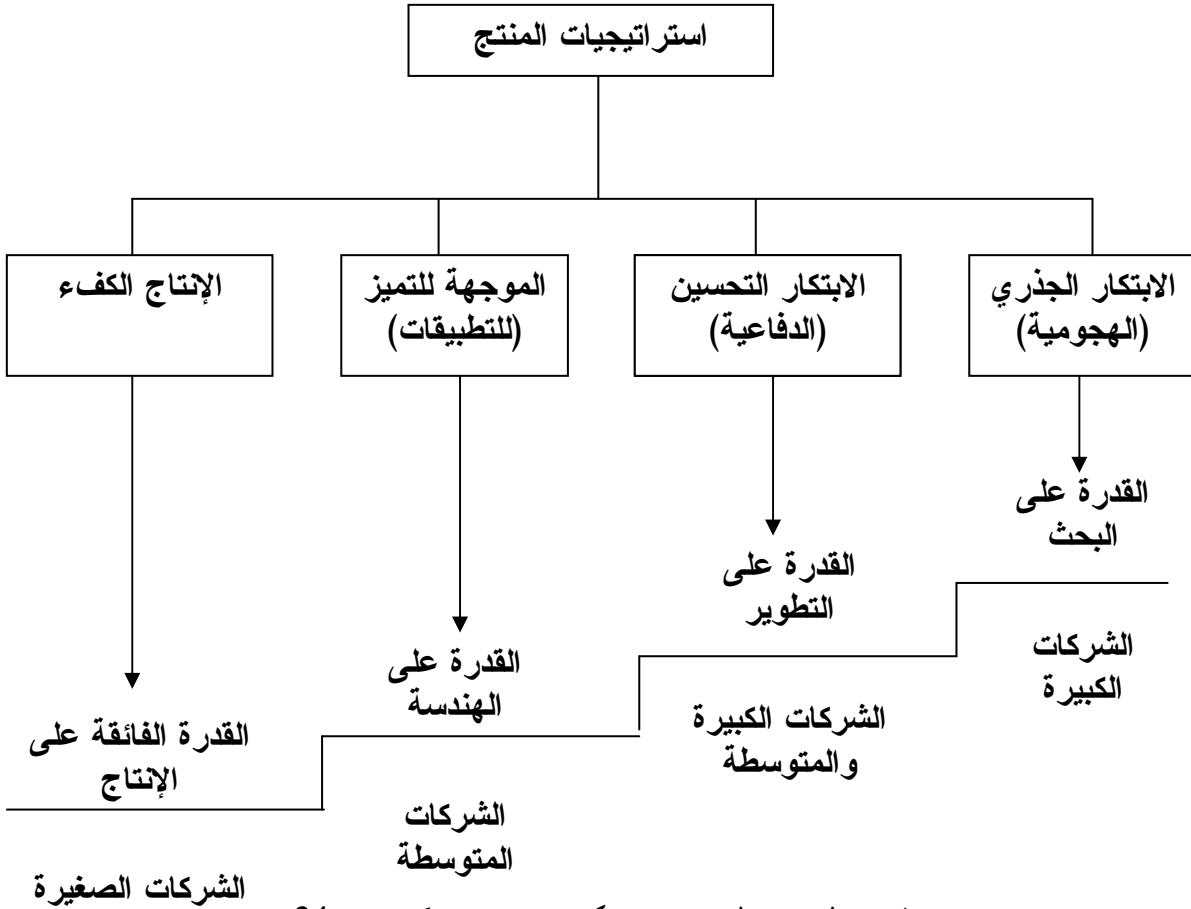 استراتيجيات المنتج
الابتكار الجذري
(الهجومية)
الابتكار التحسين
(الدفاعية)
الموجهة للتميز
(للتطبيقات)
الإنتاج الكفء
القدرة على
البحث
القدرة على
التطوير
القدرة على
الهندسة
القدرة الفائقة على
الإنتاج
الشركات
الكبيرة
الشركات الكبيرة
والمتوسطة
الشركات
المتوسطة
الشركات الصغيرة